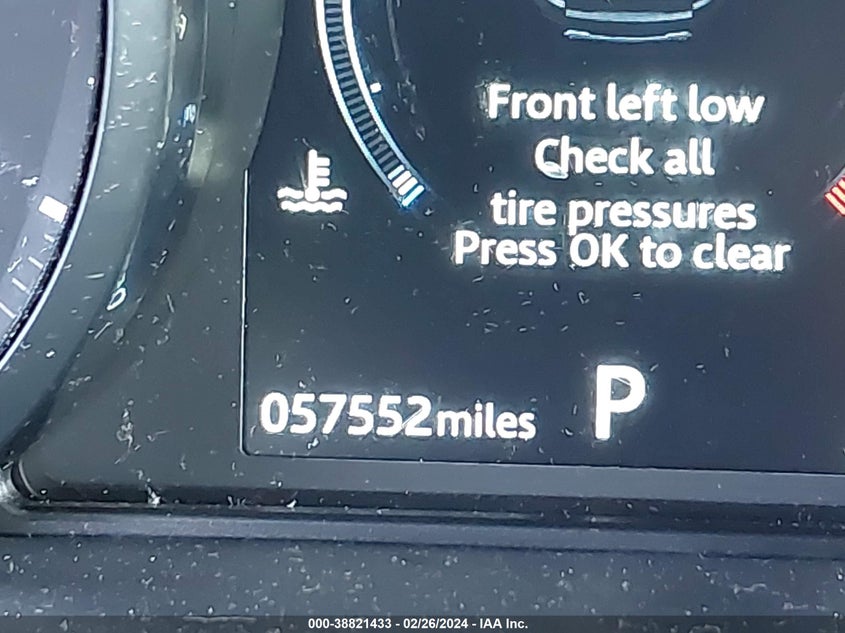 Front left low
Check all
tire pressures
Press OK to clear
057552miles
P
000-38821433 - 02/26/2024 - IAA Inc.